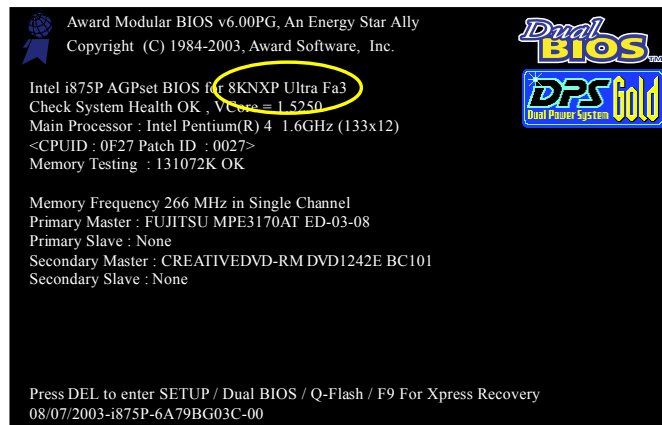 Award Modular BIOS v6.00PG, An Energy Star Ally
Copyright (C) 1984-2003, Award Software, Inc.
Dual
BIOS
TM
DPS Gold
Dual Power System
Intel i875P AGPset BIOS for 8KNXP Ultra Fa3
Check System Health OK , VCore = 1.5250
Main Processor : Intel Pentium(R) 4 1.6GHz (133x12)
<CPUID : 0F27 Patch ID : 0027>
Memory Testing : 131072K OK
Memory Frequency 266 MHz in Single Channel
Primary Master : FUJITSU MPE3170AT ED-03-08
Primary Slave : None
Secondary Master : CREATIVEDVD-RM DVD1242E BC101
Secondary Slave : None
Press DEL to enter SETUP / Dual BIOS / Q-Flash / F9 For Xpress Recovery
08/07/2003-i875P-6A79BG03C-00